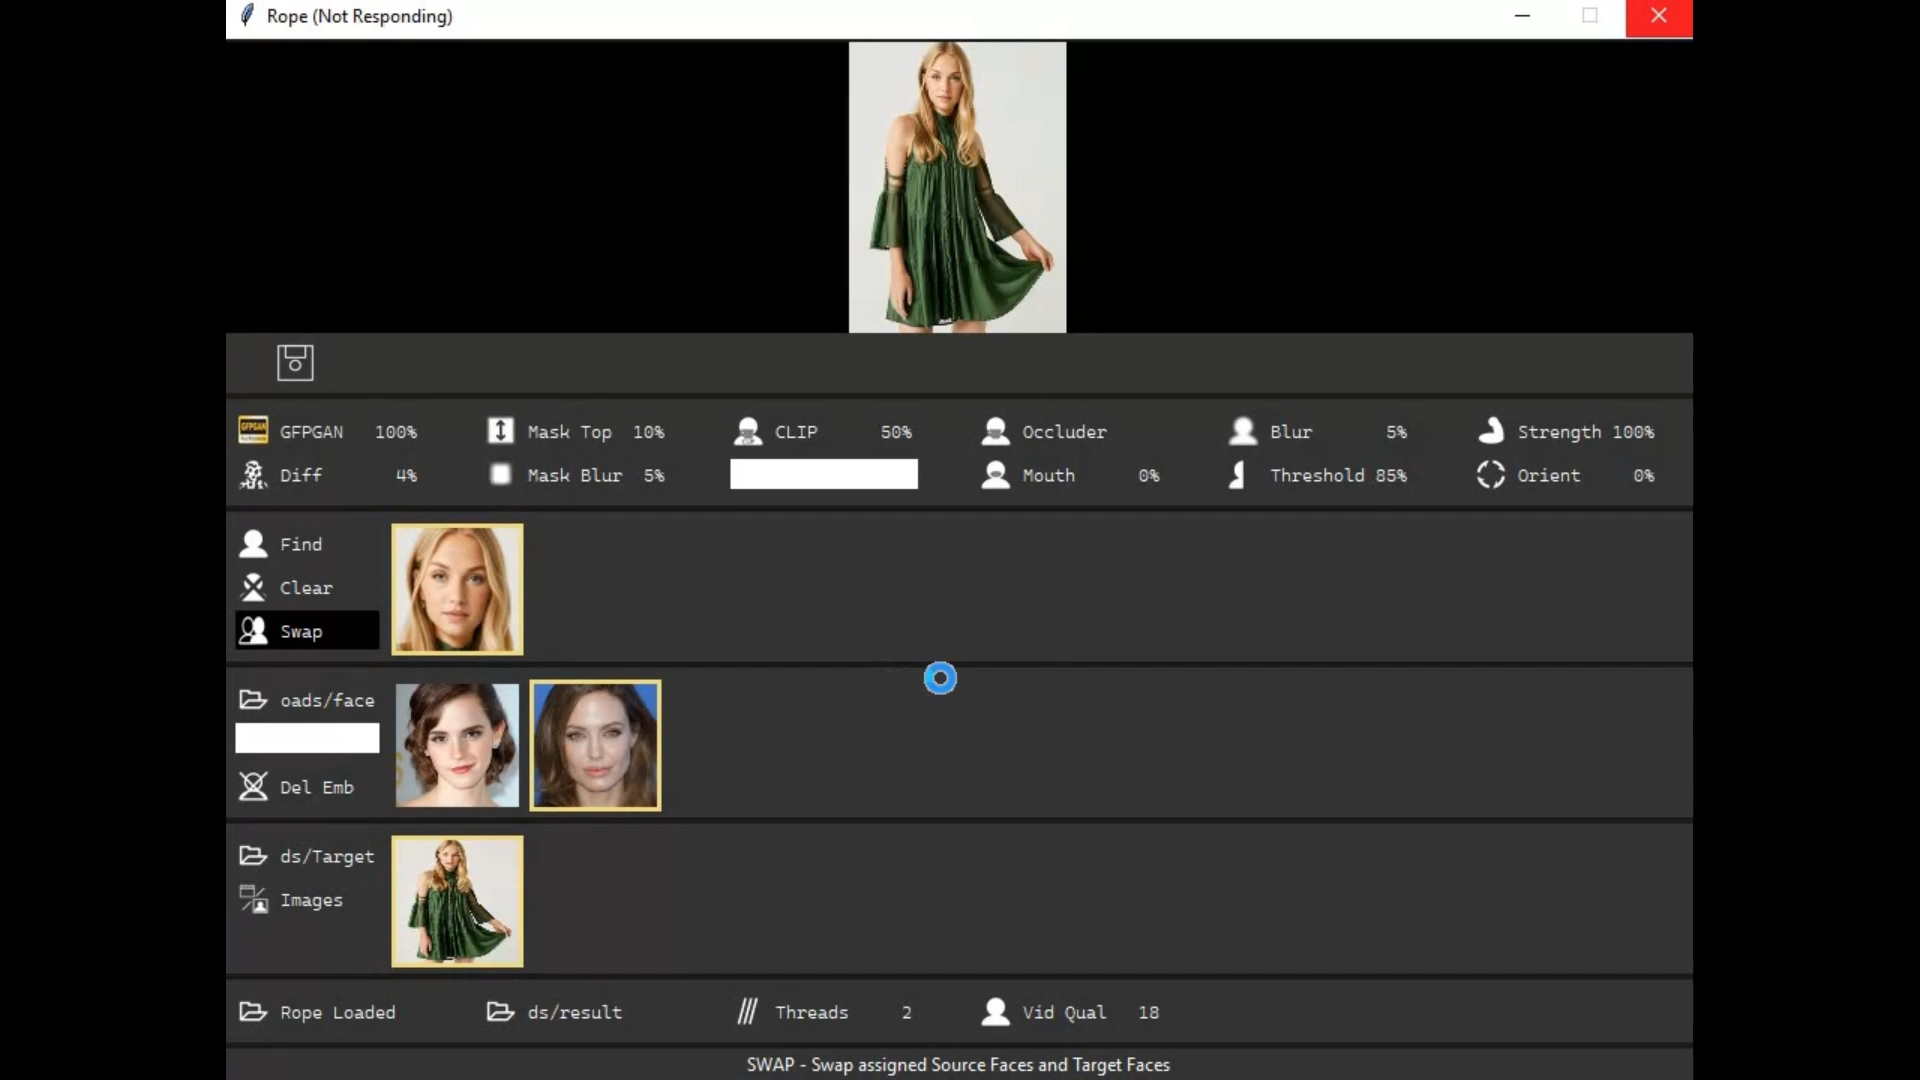 Rope (Not Responding)
GFPGAN 100%
Mask Top 10%
CLIP 50%
Occluder
Blur 5%
Strength 100%
Diff 4%
Mask Blur 5%
Mouth 0%
Threshold 85%
Orient 0%
Find
Clear
Swap
oads/face
Del Emb
ds/Target
Images
Rope Loaded
ds/result
Threads 2
Vid Qual 18
SWAP - Swap assigned Source Faces and Target Faces